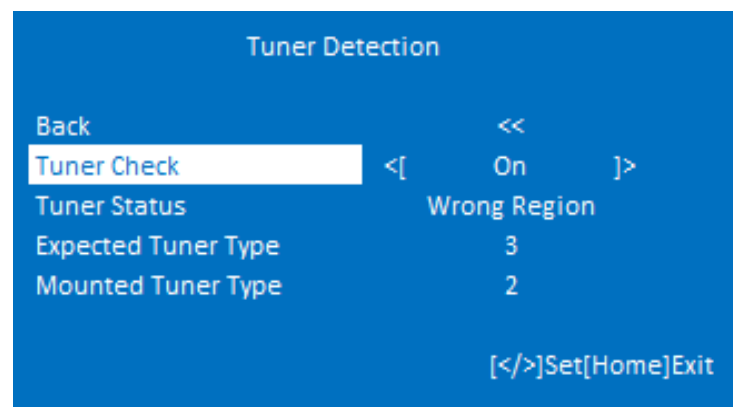 Tuner Detection
Back <<
Tuner Check <[ On ]>
Tuner Status Wrong Region
Expected Tuner Type 3
Mounted Tuner Type 2
[</>]Set[Home]Exit